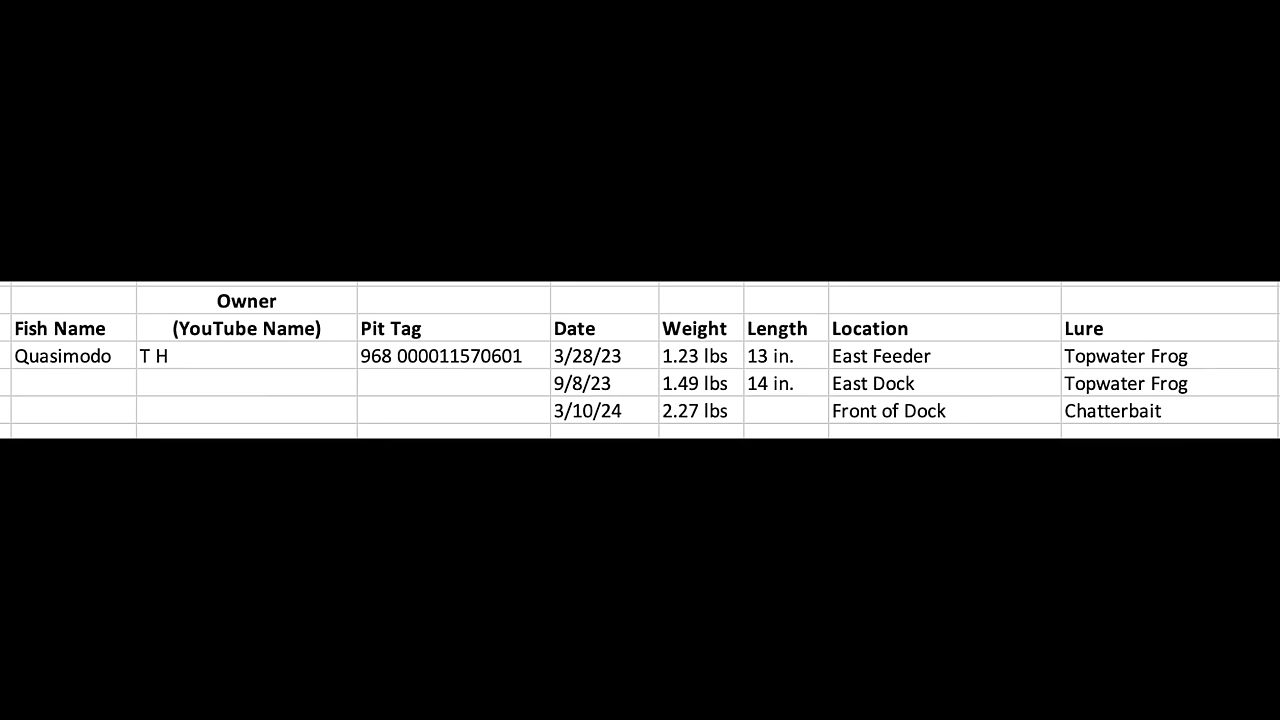 Owner
Fish Name (YouTube Name) Pit Tag Date Weight Length Location Lure
Quasimodo T H 968 000011570601 3/28/23 1.23 lbs 13 in. East Feeder Topwater Frog
9/8/23 1.49 lbs 14 in. East Dock Topwater Frog
3/10/24 2.27 lbs Front of Dock Chatterbait